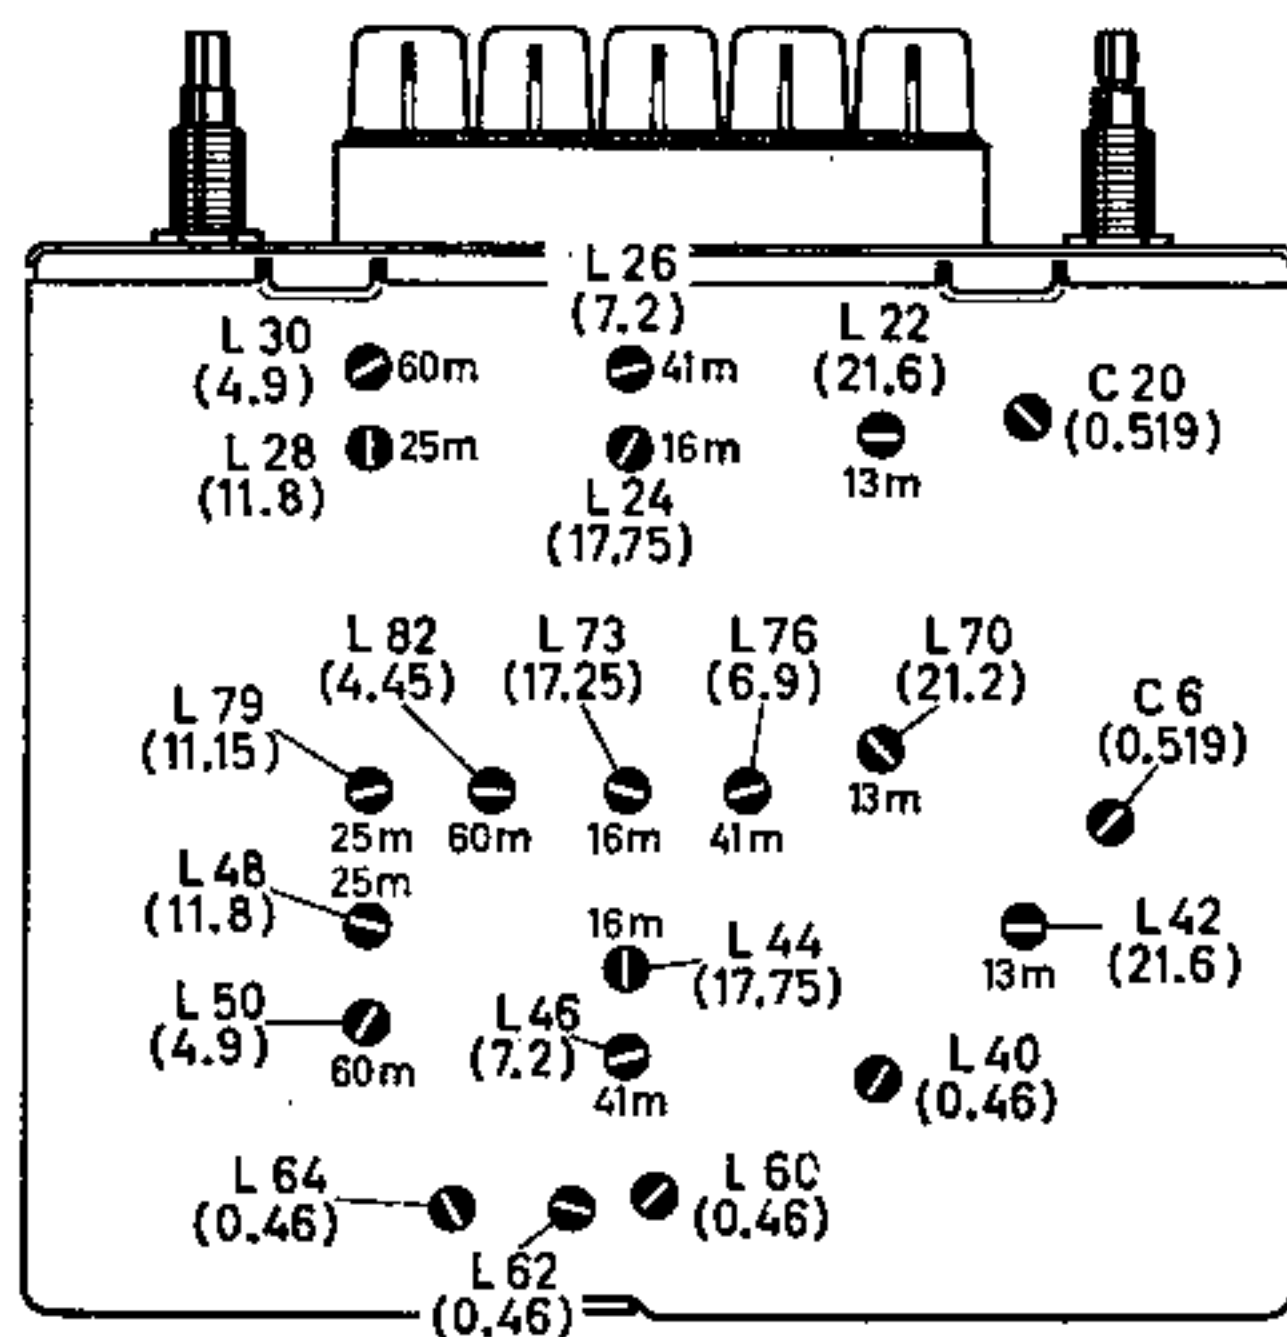 L 26
(7.2)
L 30
(4.9)
60m
41m
L 22
(21.6)
C 20
(0.519)
L 28
(11.8)
25m
16m
L 24
(17.75)
13m
L 82
(4.45)
L 73
(17.25)
L 76
(6.9)
L 70
(21.2)
L 79
(11.15)
C 6
(0.519)
25m
60m
16m
41m
13m
L 48
(11.8)
25m
16m
L 44
(17.75)
L 42
(21.6)
13m
L 50
(4.9)
60m
L 46
(7.2)
41m
L 40
(0.46)
L 64
(0.46)
L 60
(0.46)
L 62
(0.46)